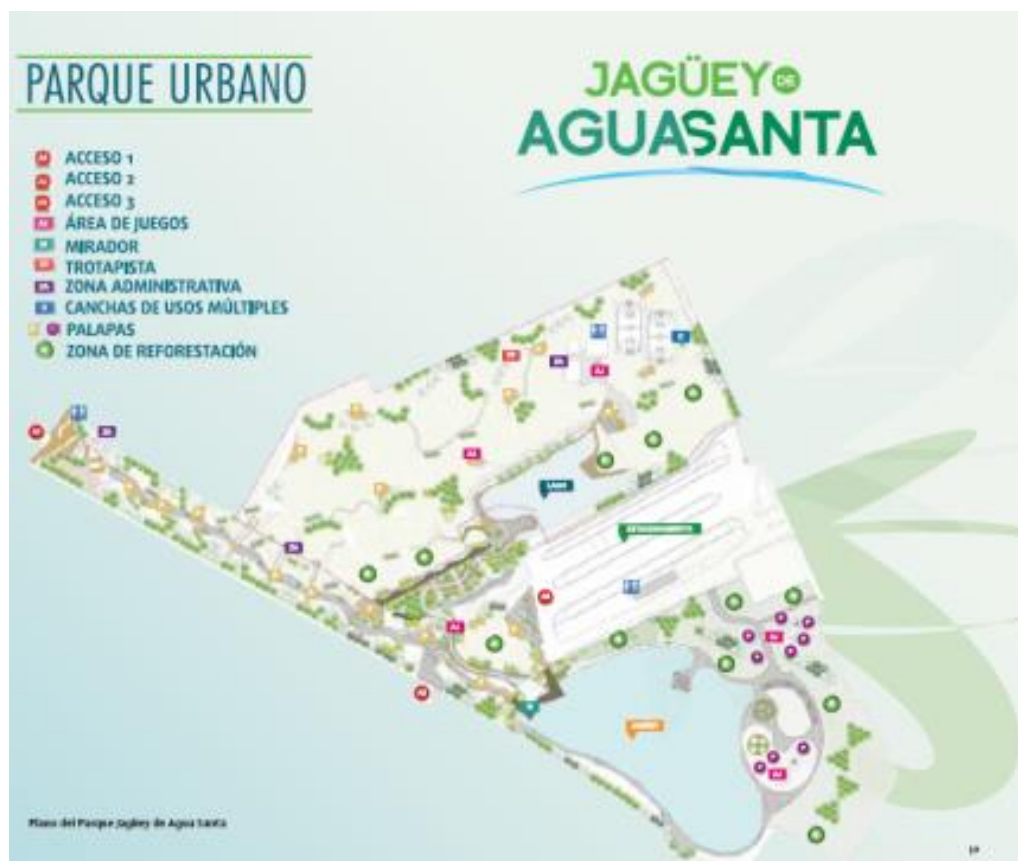 PARQUE URBANO
JAGÜEY DE
AGUASANTA
ACCESO 1
ACCESO 2
ACCESO 3
ÁREA DE JUEGOS
MIRADOR
TROTAPISTA
ZONA ADMINISTRATIVA
CANCHAS DE USOS MÚLTIPLES
PALAPAS
ZONA DE REFORESTACIÓN
LAGO
ESTACIONAMIENTO
Plano del Parque Jagüey de Agua Santa